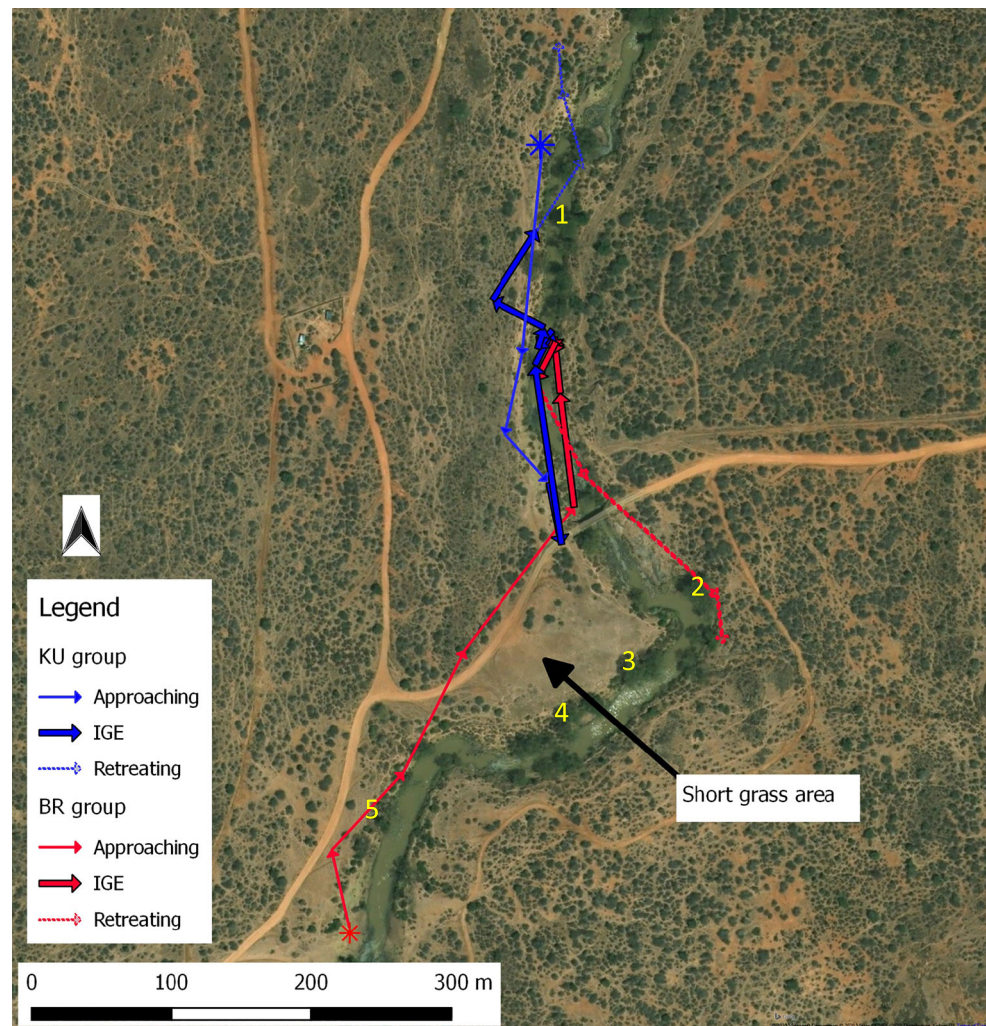 1
2
3
4
5
Short grass area
Legend
KU group
Approaching
IGE
Retreating
BR group
Approaching
IGE
Retreating
0 100 200 300 m